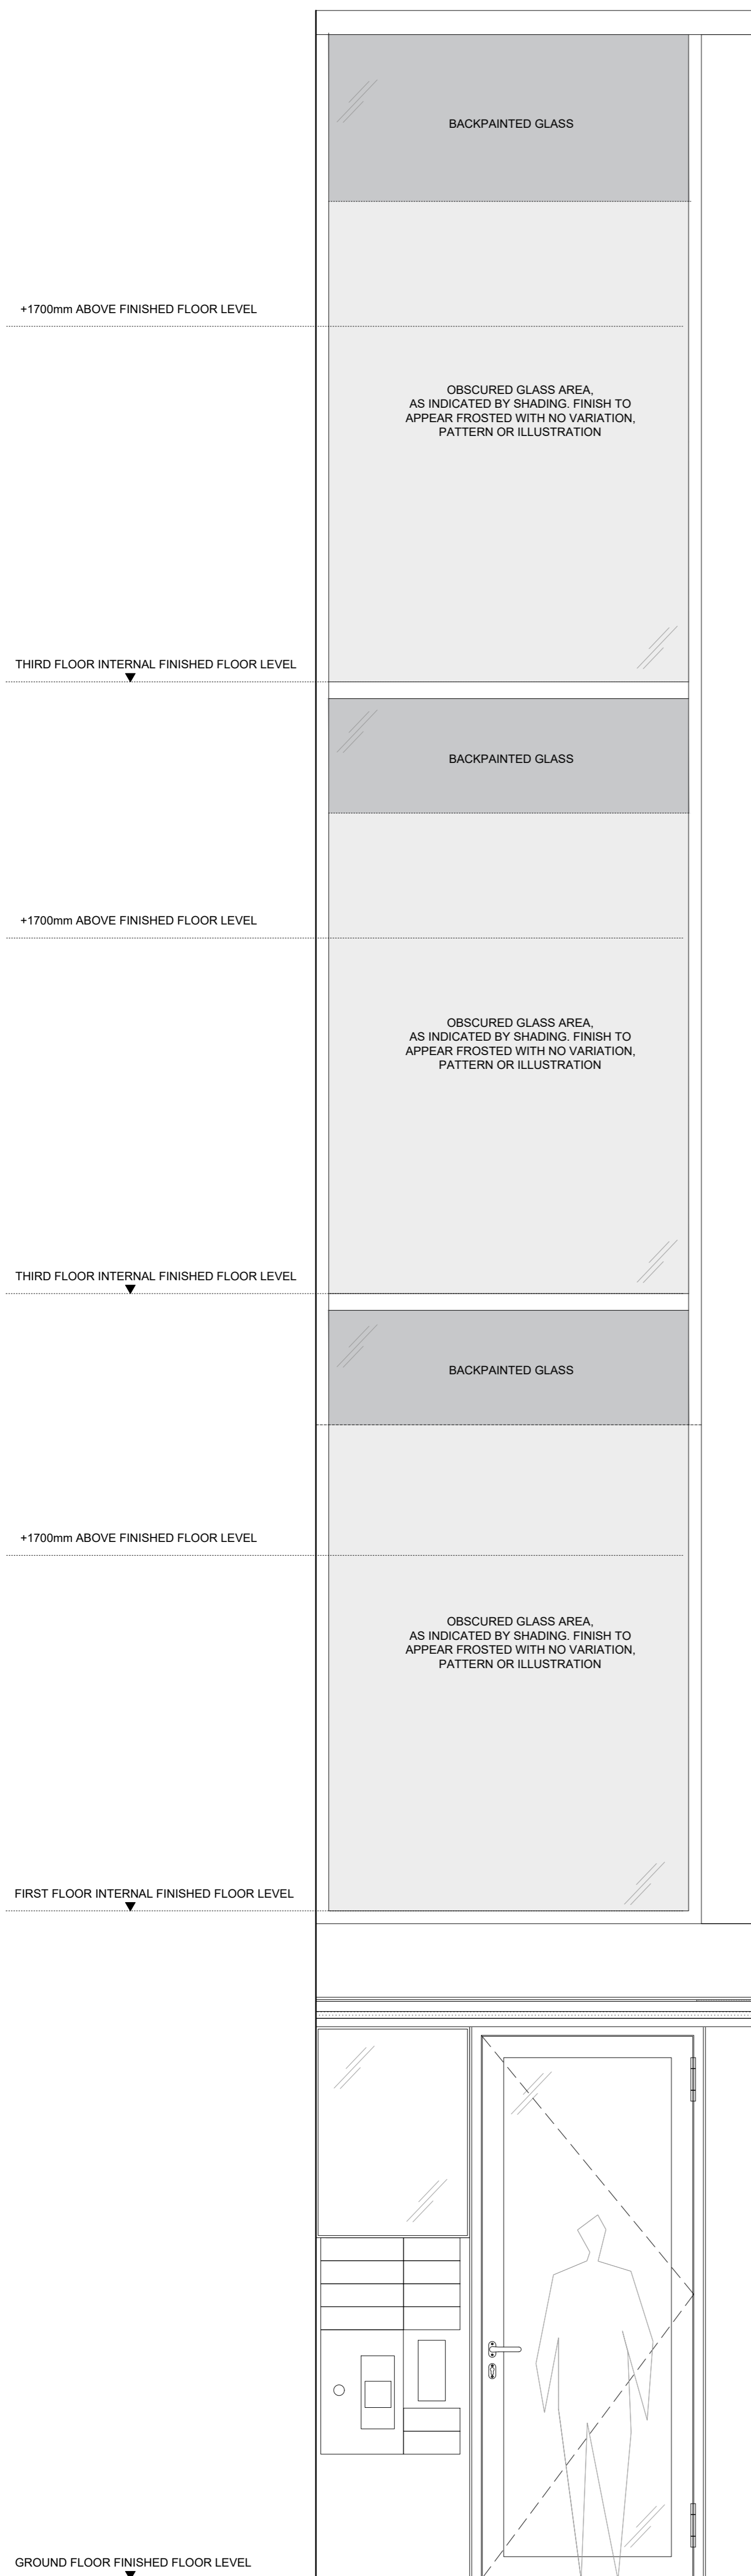 BACKPAINTED GLASS
+1700mm ABOVE FINISHED FLOOR LEVEL
OBSCURED GLASS AREA,
AS INDICATED BY SHADING. FINISH TO
APPEAR FROSTED WITH NO VARIATION,
PATTERN OR ILLUSTRATION
THIRD FLOOR INTERNAL FINISHED FLOOR LEVEL
BACKPAINTED GLASS
+1700mm ABOVE FINISHED FLOOR LEVEL
OBSCURED GLASS AREA,
AS INDICATED BY SHADING. FINISH TO
APPEAR FROSTED WITH NO VARIATION,
PATTERN OR ILLUSTRATION
THIRD FLOOR INTERNAL FINISHED FLOOR LEVEL
BACKPAINTED GLASS
+1700mm ABOVE FINISHED FLOOR LEVEL
OBSCURED GLASS AREA,
AS INDICATED BY SHADING. FINISH TO
APPEAR FROSTED WITH NO VARIATION,
PATTERN OR ILLUSTRATION
FIRST FLOOR INTERNAL FINISHED FLOOR LEVEL
GROUND FLOOR FINISHED FLOOR LEVEL